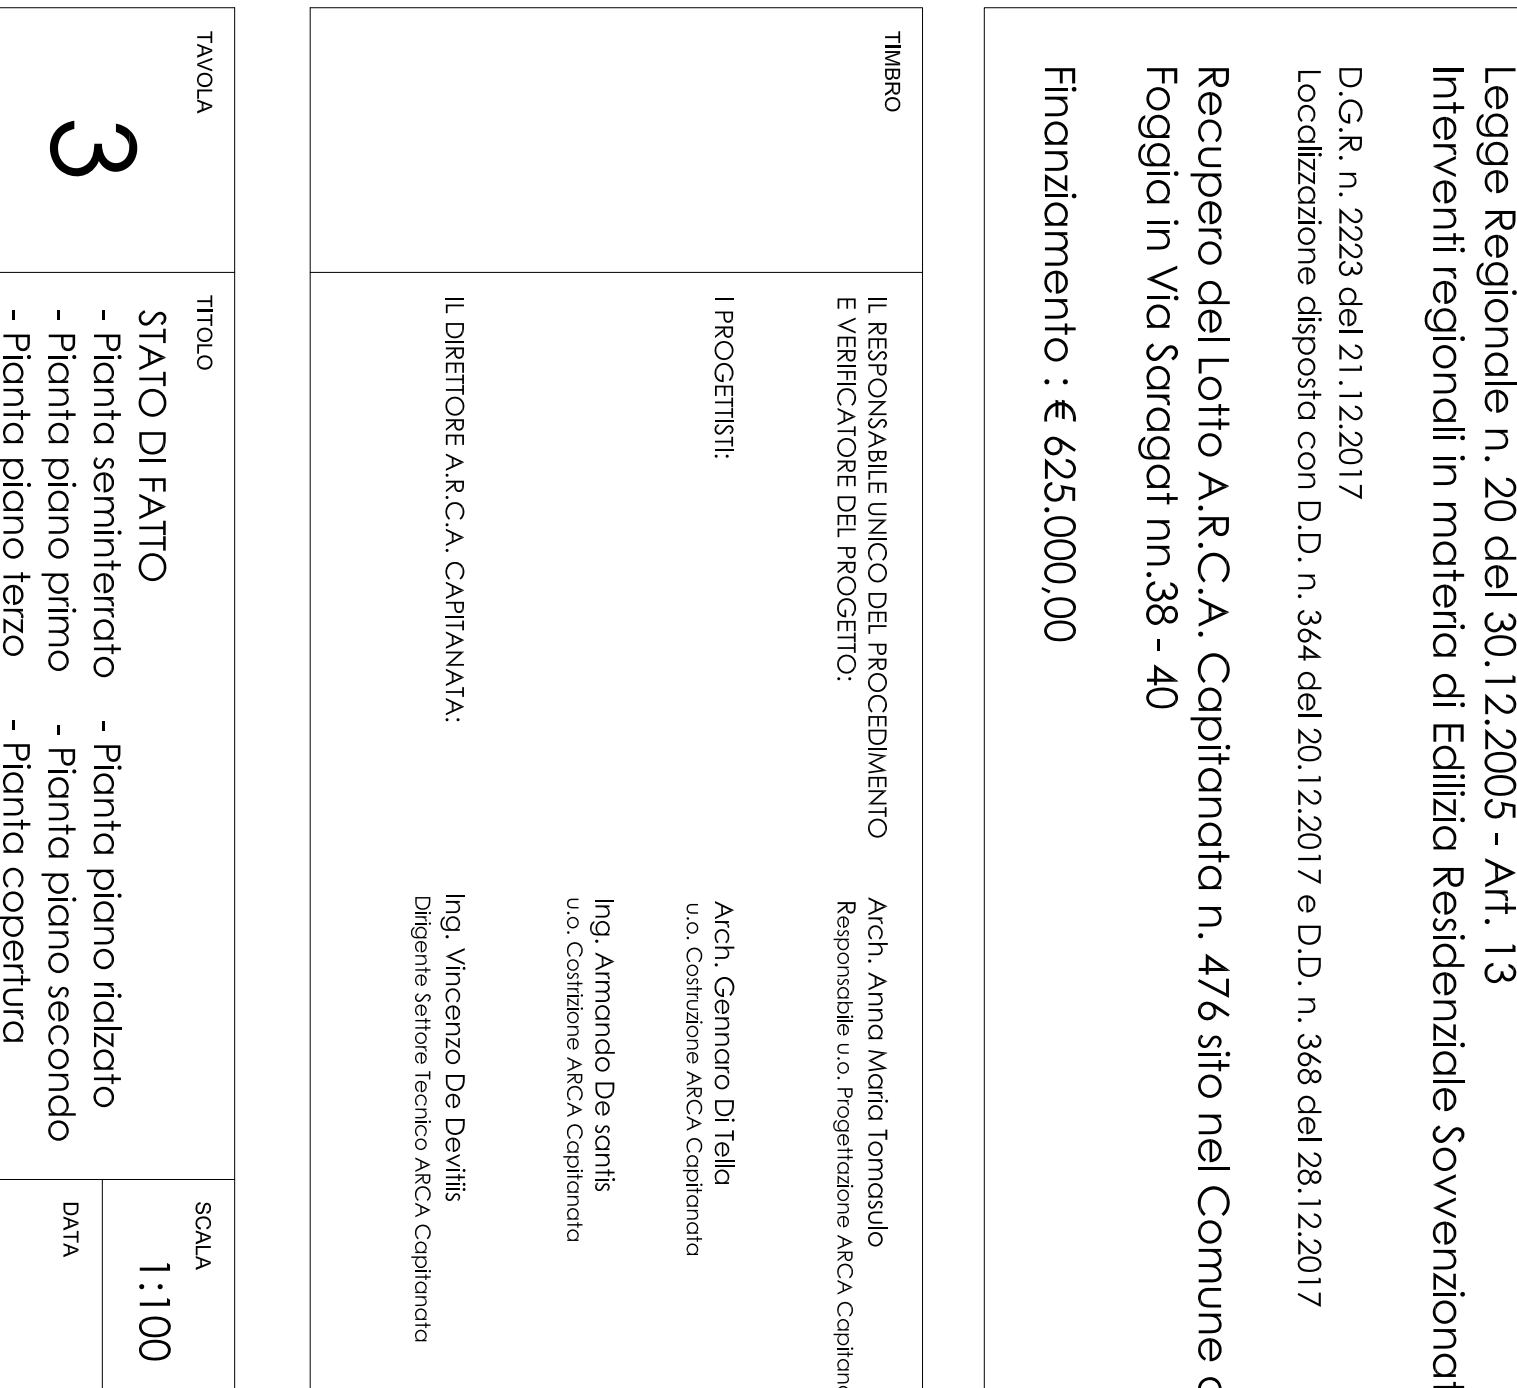 Legge Regionale n. 20 del 30.12.2005 - Art. 13
Interventi regionali in materia di Edilizia Residenziale Sovvenzionat
D.G.R. n. 2223 del 21.12.2017
Localizzazione disposta con D.D. n. 364 del 20.12.2017 e D.D. n. 368 del 28.12.2017
Recupero del Lotto A.R.C.A. Capitanata n. 476 sito nel Comune
Foggia in Via Saragat nn.38 - 40
Finanziamento : € 625.000,00
TIMBRO
IL RESPONSABILE UNICO DEL PROCEDIMENTO
E VERIFICATORE DEL PROGETTO:
Arch. Anna Maria Tomasulo
Responsabile u.o. Progettazione ARCA Capitana
I PROGETTISTI:
Arch. Gennaro Di Tella
u.o. Costruzione ARCA Capitanata
Ing. Armando De santis
u.o. Costrizione ARCA Capitanata
IL DIRETTORE A.R.C.A. CAPITANATA:
Ing. Vincenzo De Devitiis
Dirigente Settore Tecnico ARCA Capitanata
TAVOLA
3
TITOLO
STATO DI FATTO
- Pianta seminterrato - Pianta piano rialzato
- Pianta piano primo - Pianta piano secondo
- Pianta piano terzo - Pianta copertura
SCALA
1:100
DATA